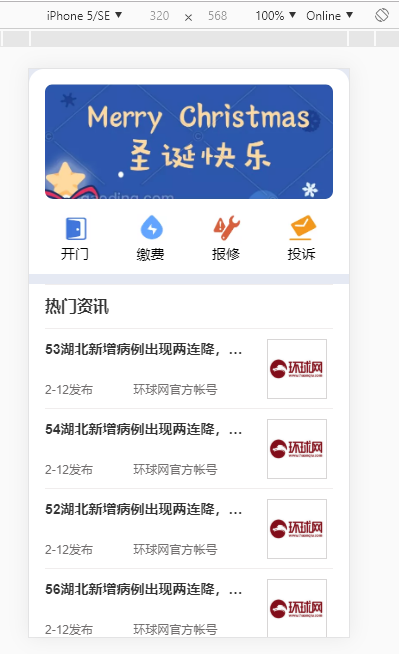 iPhone 5/SE ▼ 320 × 568 100% ▼ Online ▼
Merry Christmas
圣诞快乐
开门 缴费 报修 投诉
热门资讯
53湖北新增病例出现两连降，...
2-12发布 环球网官方帐号
环球网
54湖北新增病例出现两连降，...
2-12发布 环球网官方帐号
环球网
52湖北新增病例出现两连降，...
2-12发布 环球网官方帐号
环球网
56湖北新增病例出现两连降，...
2-12发布 环球网官方帐号
环球网